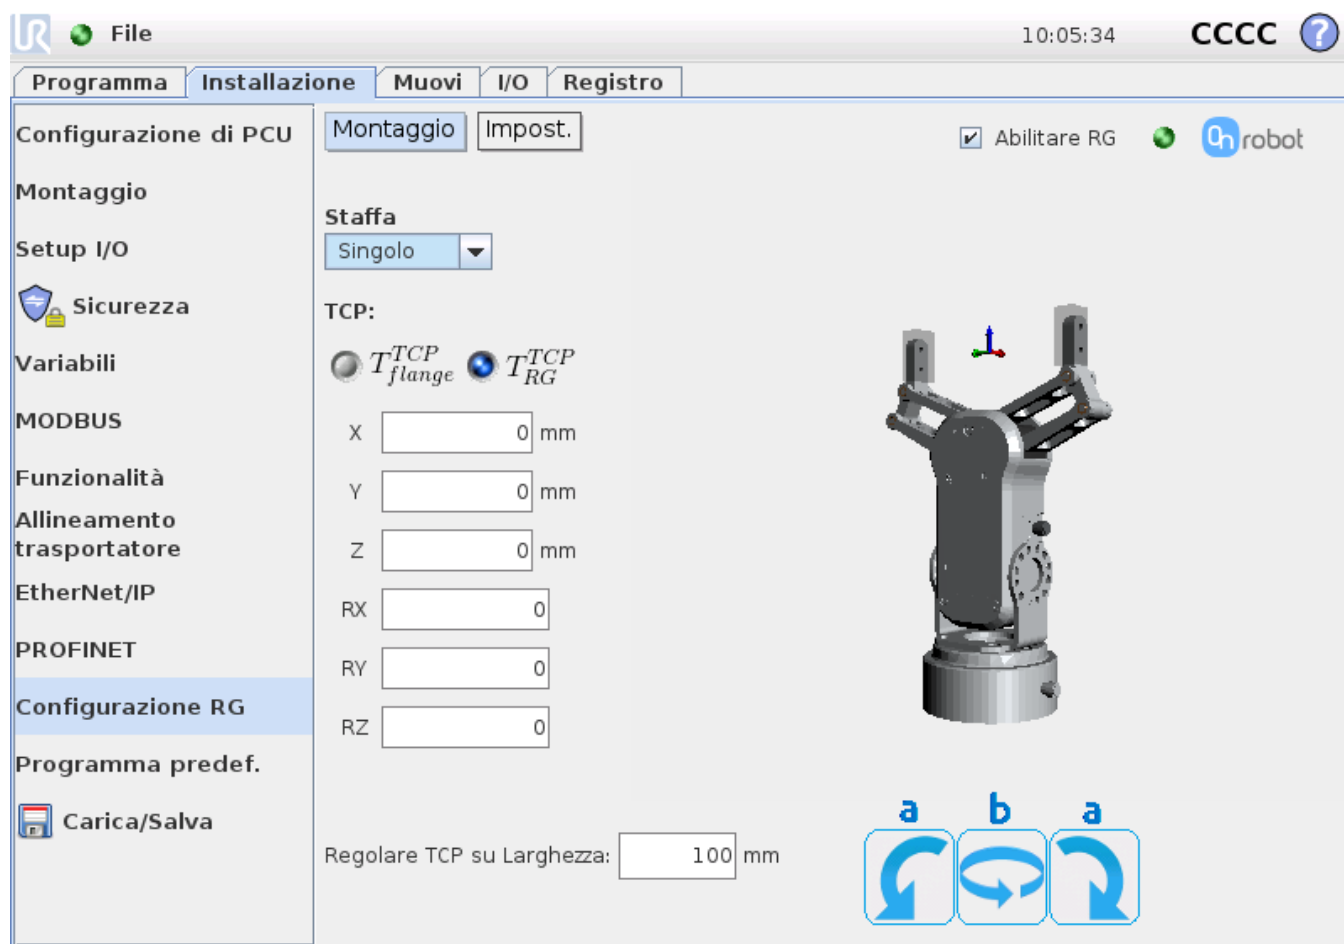 UR File 10:05:34 CCCC ?
Programma Installazione Muovi I/O Registro
Configurazione di PCU
Montaggio
Setup I/O
Sicurezza
Variabili
MODBUS
Funzionalità
Allineamento
trasportatore
EtherNet/IP
PROFINET
Configurazione RG
Programma predef.
Carica/Salva
Montaggio Impost. Abilitare RG On robot
Staffa
Singolo
TCP:
T^{TCP}_{flange} T^{TCP}_{RG}
X 0 mm
Y 0 mm
Z 0 mm
RX 0
RY 0
RZ 0
Regolare TCP su Larghezza: 100 mm
a b a